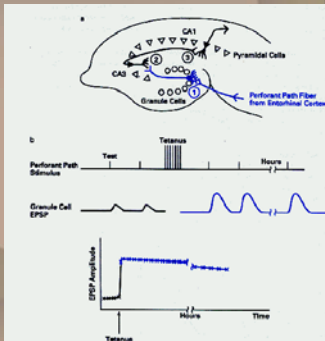 a
CA1
Pyramidal Cells
3
2
CA3
Granule Cells
1
Perforant Path Fiber
from Entorhinal Cortex
b
Tetanus
Test
Hours
Perforant Path
Stimulus
Granule Cell
EPSP
EPSP Amplitude
Hours
Time
Tetanus